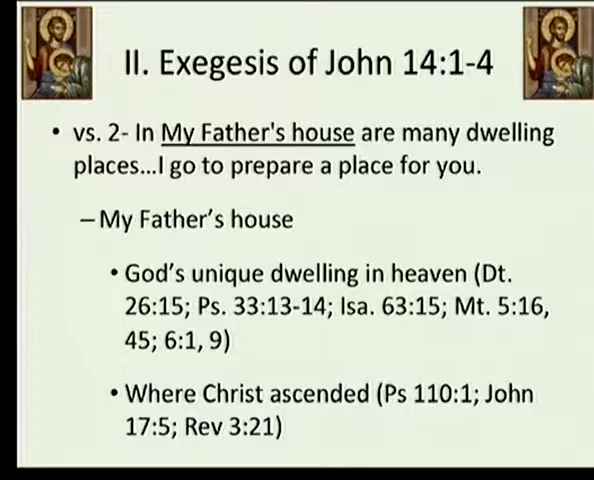 II. Exegesis of John 14:1-4
• vs. 2- In My Father's house are many dwelling
places...I go to prepare a place for you.
– My Father's house
• God's unique dwelling in heaven (Dt.
26:15; Ps. 33:13-14; Isa. 63:15; Mt. 5:16,
45; 6:1, 9)
• Where Christ ascended (Ps 110:1; John
17:5; Rev 3:21)